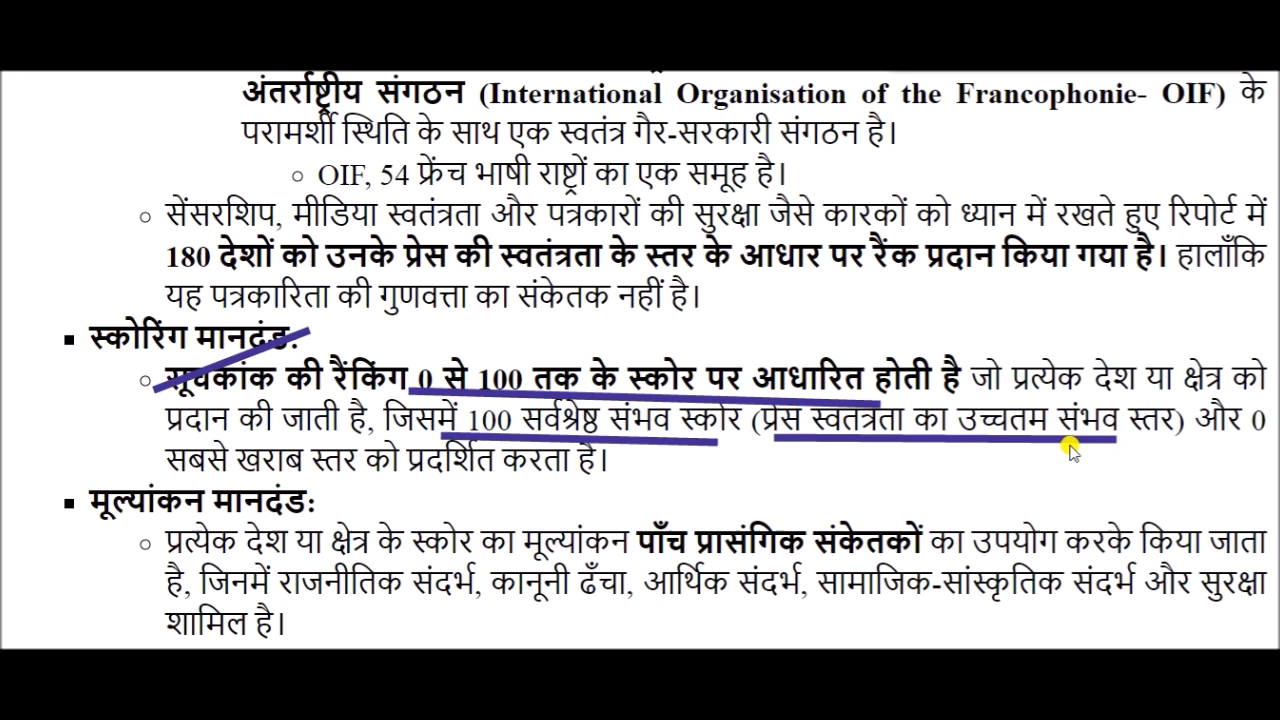 अंतर्राष्ट्रीय संगठन (International Organisation of the Francophonie- OIF) के
परामर्शी स्थिति के साथ एक स्वतंत्र गैर-सरकारी संगठन है।
○ OIF, 54 फ्रेंच भाषी राष्ट्रों का एक समूह है।
○ सेंसरशिप, मीडिया स्वतंत्रता और पत्रकारों की सुरक्षा जैसे कारकों को ध्यान में रखते हुए रिपोर्ट में
180 देशों को उनके प्रेस की स्वतंत्रता के स्तर के आधार पर रैंक प्रदान किया गया है। हालाँकि
यह पत्रकारिता की गुणवत्ता का संकेतक नहीं है।
▪ स्कोरिंग मानदंड:
○ सूचकांक की रैंकिंग 0 से 100 तक के स्कोर पर आधारित होती है जो प्रत्येक देश या क्षेत्र को
प्रदान की जाती है, जिसमें 100 सर्वश्रेष्ठ संभव स्कोर (प्रेस स्वतंत्रता का उच्चतम संभव स्तर) और 0
सबसे खराब स्तर को प्रदर्शित करता है।
▪ मूल्यांकन मानदंड:
○ प्रत्येक देश या क्षेत्र के स्कोर का मूल्यांकन पाँच प्रासंगिक संकेतकों का उपयोग करके किया जाता
है, जिनमें राजनीतिक संदर्भ, कानूनी ढाँचा, आर्थिक संदर्भ, सामाजिक-सांस्कृतिक संदर्भ और सुरक्षा
शामिल है।